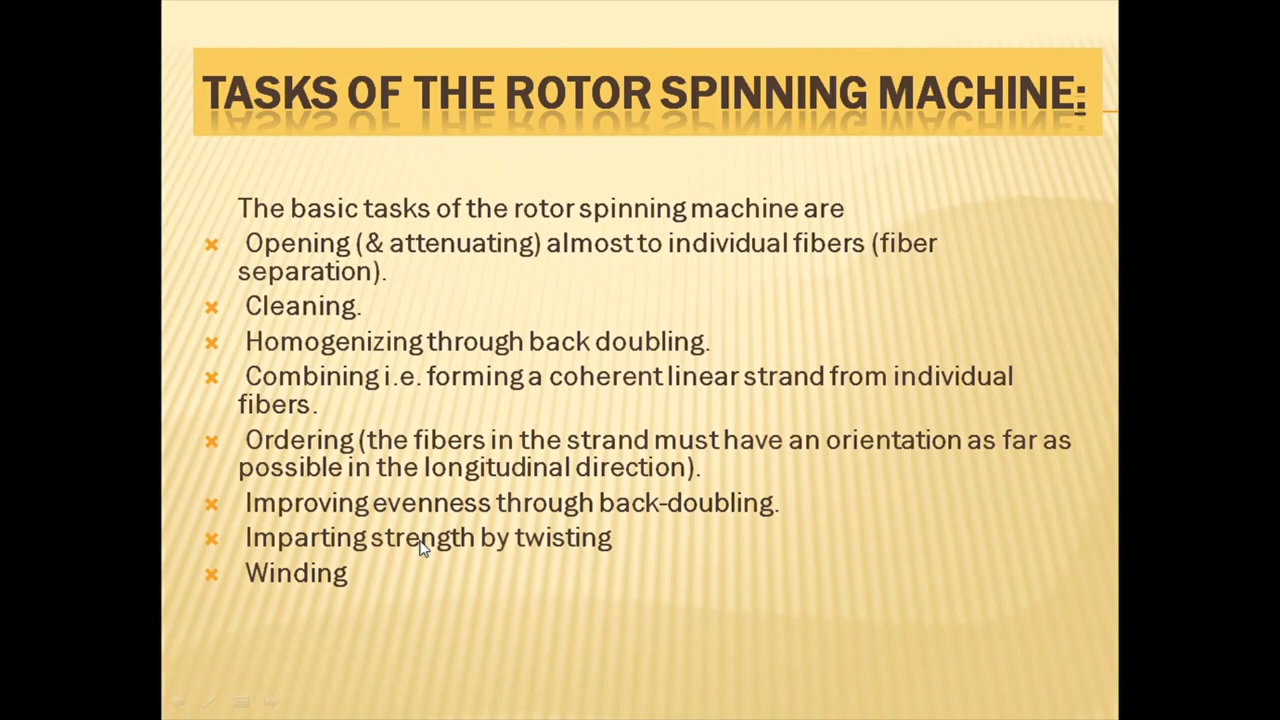 TASKS OF THE ROTOR SPINNING MACHINE:
The basic tasks of the rotor spinning machine are
Opening (& attenuating) almost to individual fibers (fiber
separation).
Cleaning.
Homogenizing through back doubling.
Combining i.e. forming a coherent linear strand from individual
fibers.
Ordering (the fibers in the strand must have an orientation as far as
possible in the longitudinal direction).
Improving evenness through back-doubling.
Imparting strength by twisting
Winding